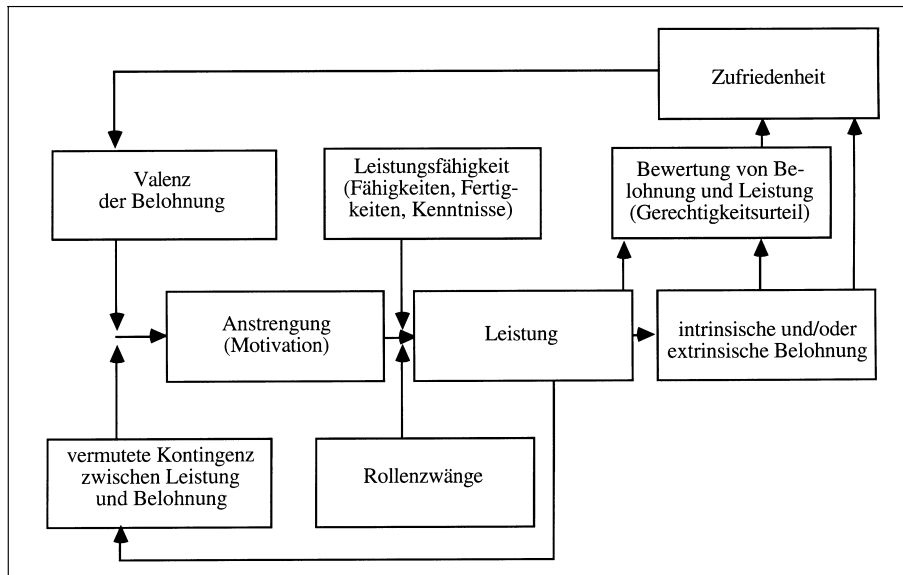 Zufriedenheit
Valenz
der Belohnung
Leistungsfähigkeit
(Fähigkeiten, Fertig-
keiten, Kenntnisse)
Bewertung von Be-
lohnung und Leistung
(Gerechtigkeitsurteil)
Anstrengung
(Motivation)
Leistung
intrinsische und/oder
extrinsische Belohnung
vermutete Kontingenz
zwischen Leistung
und Belohnung
Rollenzwänge